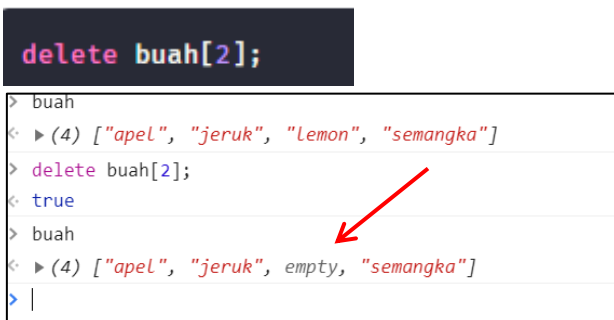 delete buah[2];
> buah
<· ▶(4) ["apel", "jeruk", "lemon", "semangka"]
> delete buah[2];
<· true
> buah
<· ▶(4) ["apel", "jeruk", empty, "semangka"]
>